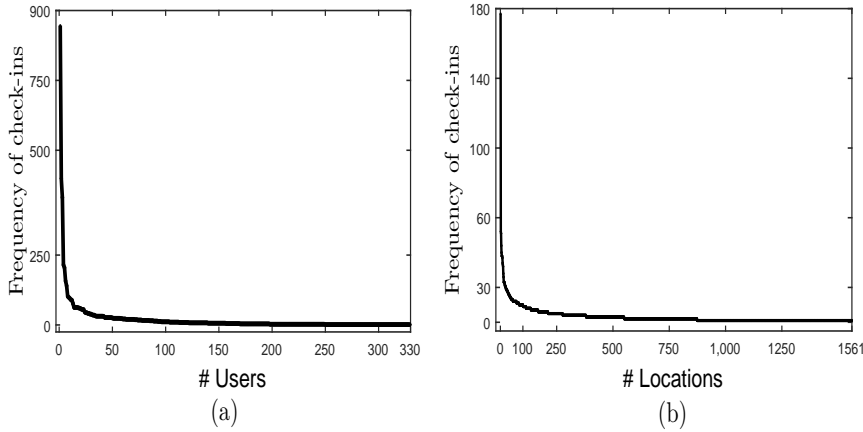 Frequency of check-ins
900
750
500
250
0
0 50 100 150 200 250 300 330
# Users
(a)
Frequency of check-ins
180
140
100
60
30
0
0 100 250 500 750 1,000 1250 1561
# Locations
(b)